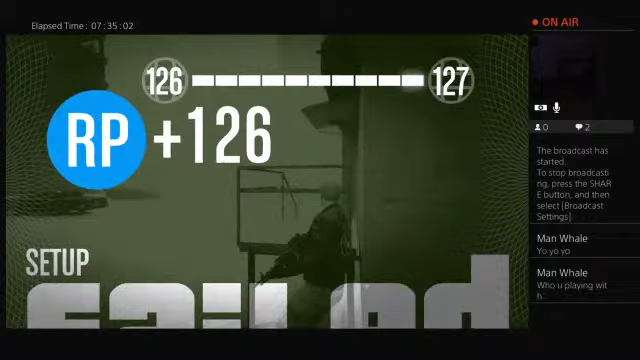 Elapsed Time : 07:35:02
ON AIR
126
127
RP +126
SETUP
failed
0
2
The broadcast has
started.
To stop broadcasti
ng, press the SHAR
E button, and then
select [Broadcast
Settings].
Man Whale
Yo yo yo
Man Whale
Who u playing wit
h